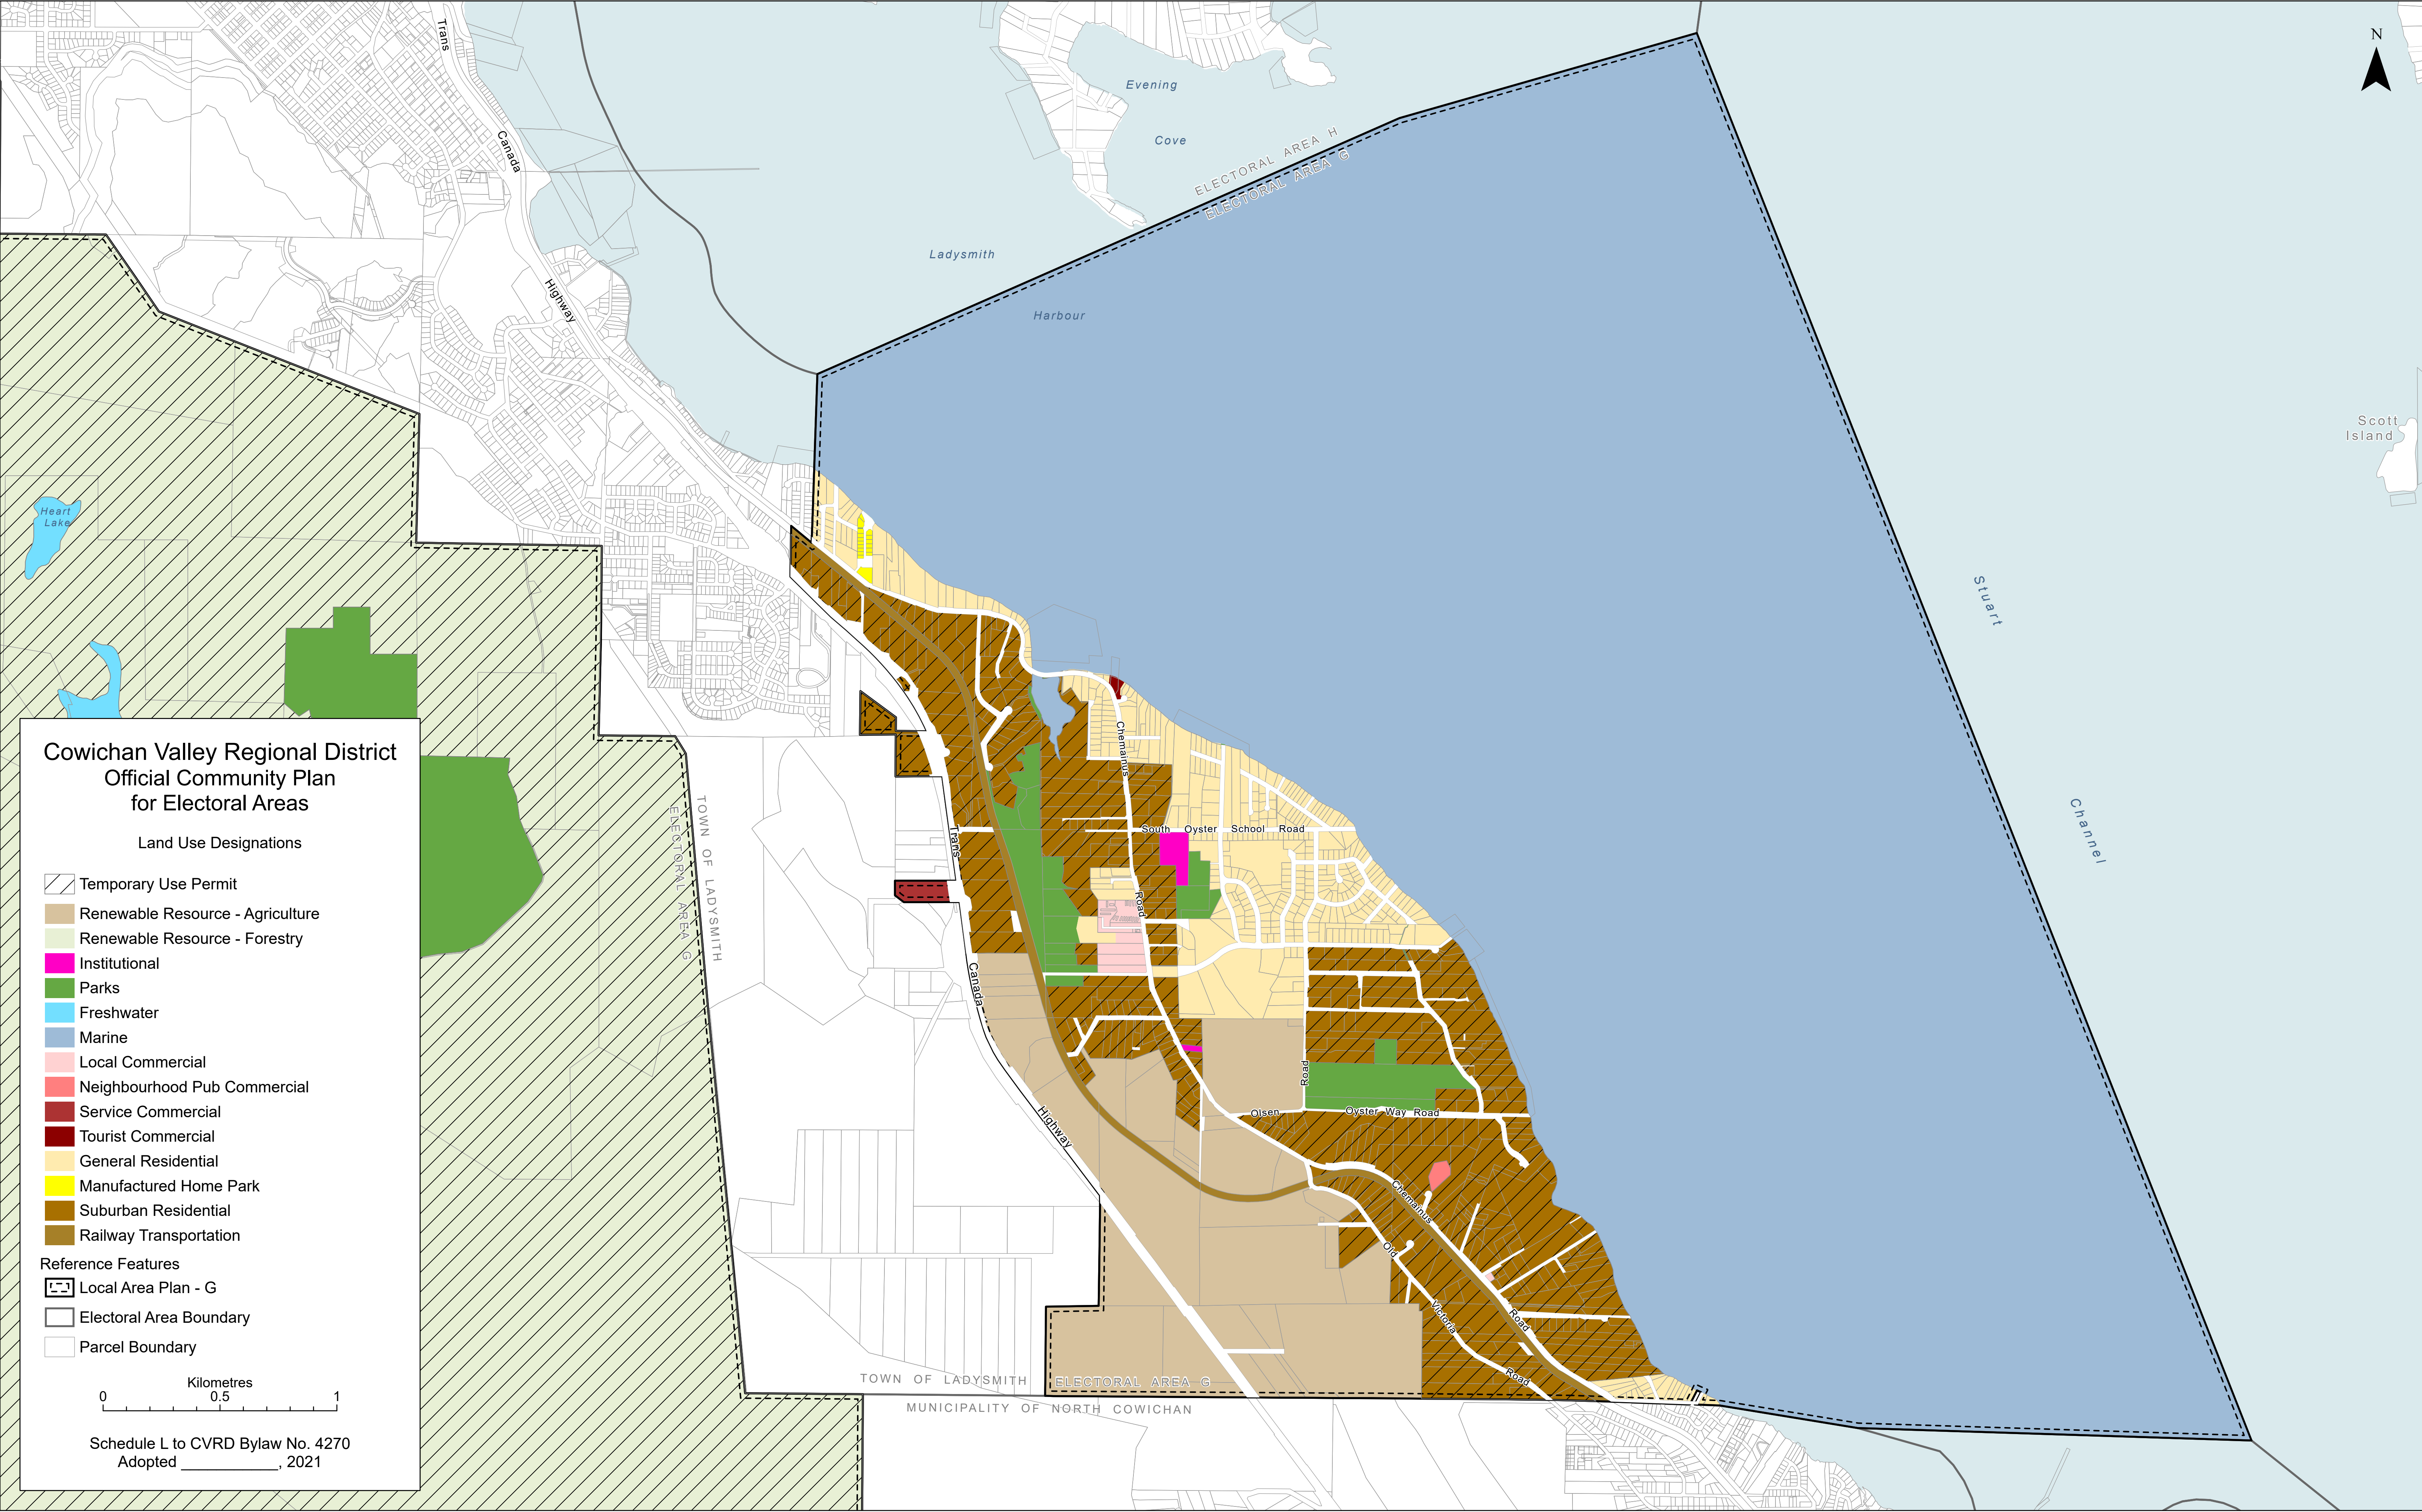 Trans
Canada
Highway
Evening
Cove
ELECTORAL AREA H
ELECTORAL AREA G
N
Ladysmith
Harbour
Scott
Island
Heart
Lake
Stuart
Channel
Chemainus
Road
South Oyster School Road
TOWN OF LADYSMITH
ELECTORAL AREA G
Trans
Canada
Highway
Road
Olsen
Oyster Way Road
Chemainus
Road
Old
Victoria
Road
TOWN OF LADYSMITH
ELECTORAL AREA G
MUNICIPALITY OF NORTH COWICHAN
Cowichan Valley Regional District
Official Community Plan
for Electoral Areas
Land Use Designations
Temporary Use Permit
Renewable Resource - Agriculture
Renewable Resource - Forestry
Institutional
Parks
Freshwater
Marine
Local Commercial
Neighbourhood Pub Commercial
Service Commercial
Tourist Commercial
General Residential
Manufactured Home Park
Suburban Residential
Railway Transportation
Reference Features
Local Area Plan - G
Electoral Area Boundary
Parcel Boundary
Kilometres
0 0.5 1
Schedule L to CVRD Bylaw No. 4270
Adopted ___________, 2021